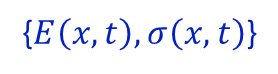 {E(x, t), σ(x, t)}